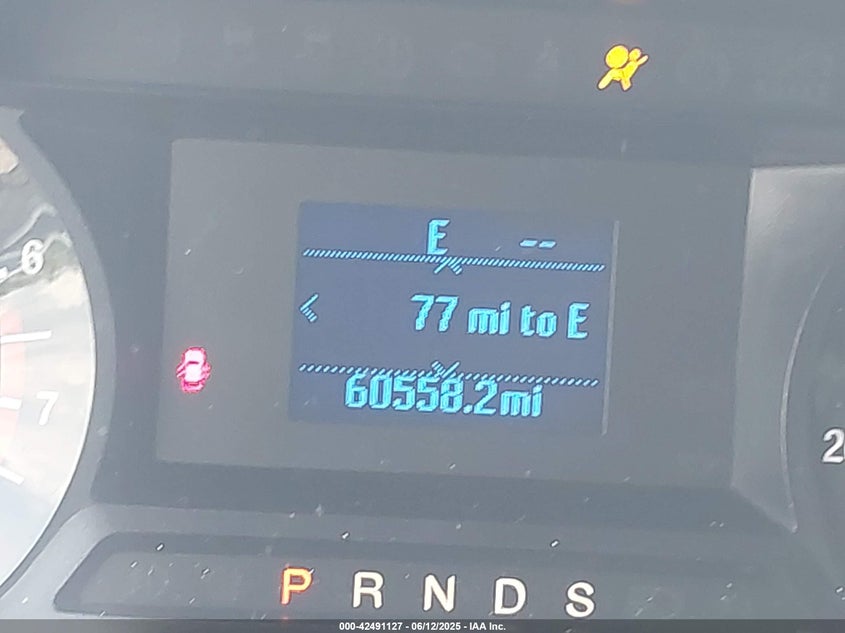 E --
6
77 mi to E
60558.2mi
7
2
P R N D S
000-42491127 - 06/12/2025 - IAA Inc.